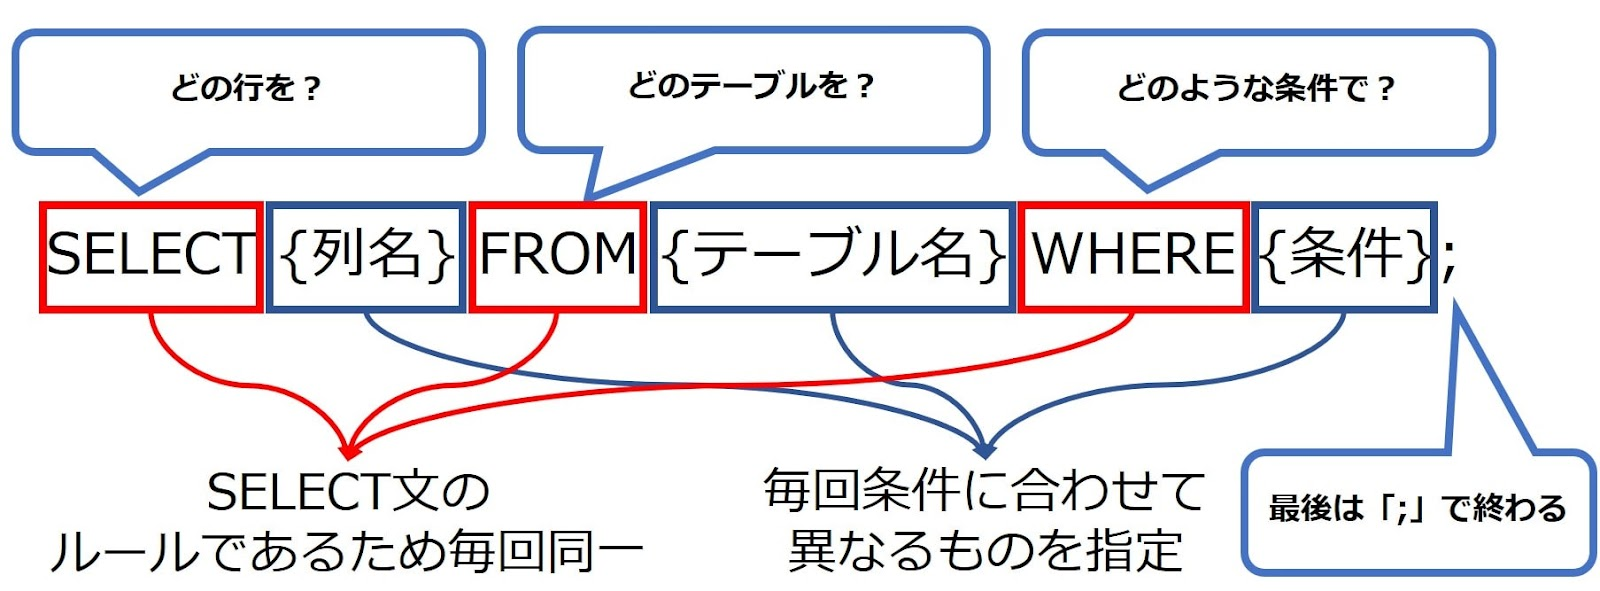 どの行を？
どのテーブルを？
どのような条件で？
SELECT {列名} FROM {テーブル名} WHERE {条件};
SELECT文の
ルールであるため毎回同一
毎回条件に合わせて
異なるものを指定
最後は「;」で終わる